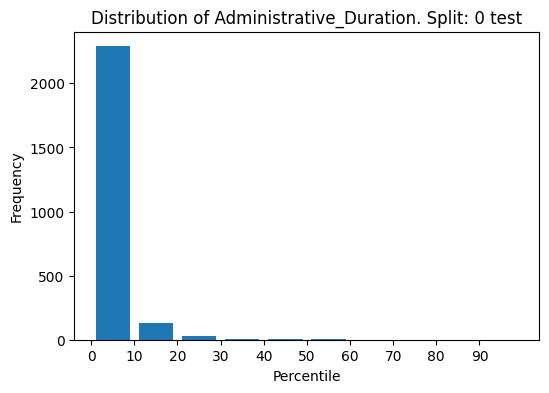 Distribution of Administrative_Duration. Split: 0 test
Frequency
2000
1500
1000
500
0
0 10 20 30 40 50 60 70 80 90
Percentile